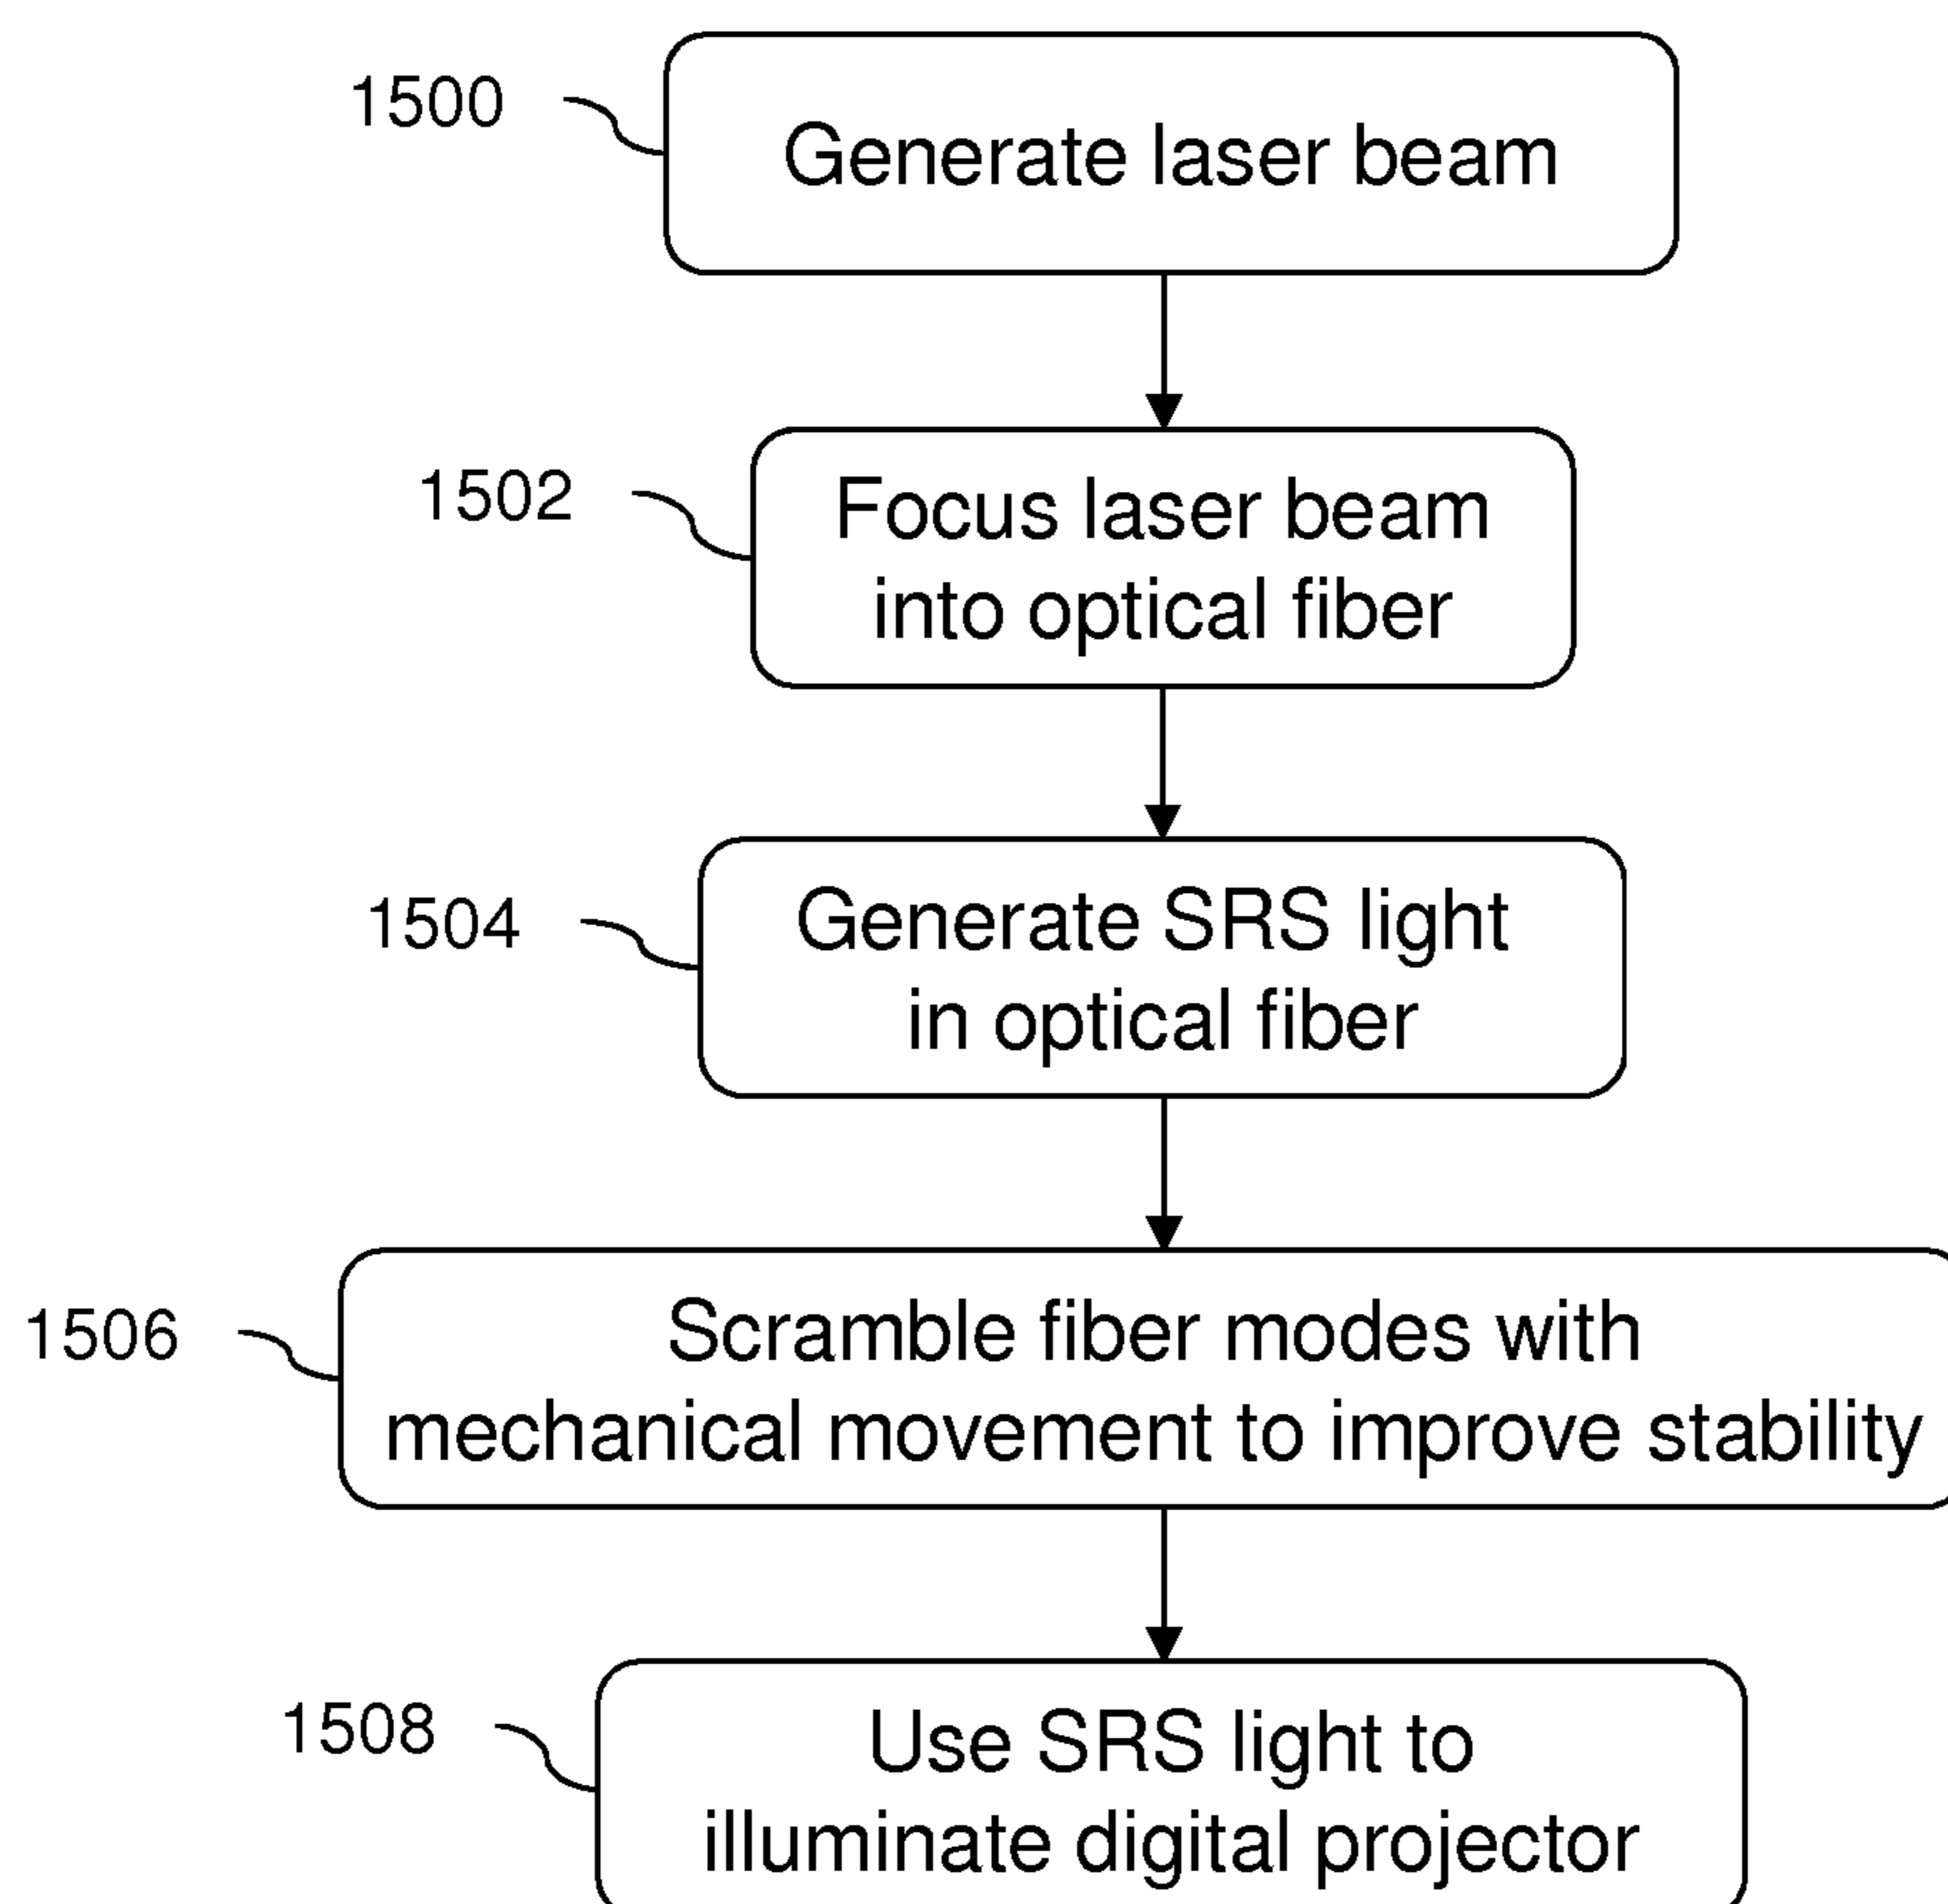 1500
Generate laser beam
1502
Focus laser beam
into optical fiber
1504
Generate SRS light
in optical fiber
1506
Scramble fiber modes with
mechanical movement to improve stability
1508
Use SRS light to
illuminate digital projector